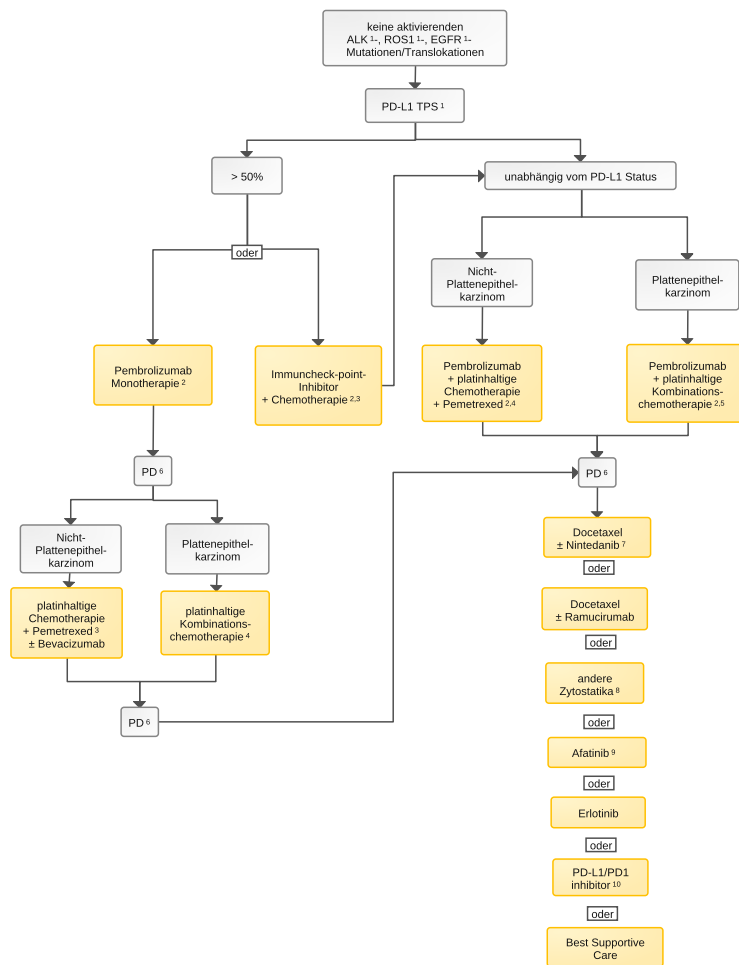 keine aktivierenden
ALK ¹-, ROS1 ¹-, EGFR ¹-
Mutationen/Translokationen
PD-L1 TPS ¹
> 50%
unabhängig vom PD-L1 Status
oder
Nicht-
Plattenepithel-
karzinom
Plattenepithel-
karzinom
Pembrolizumab
Monotherapie ²
Immuncheck-point-
Inhibitor
+ Chemotherapie ²,³
Pembrolizumab
+ platinhaltige
Chemotherapie
+ Pemetrexed ²,⁴
Pembrolizumab
+ platinhaltige
Kombinations-
chemotherapie ²,⁵
PD ⁶
PD ⁶
Nicht-
Plattenepithel-
karzinom
Plattenepithel-
karzinom
platinhaltige
Chemotherapie
+ Pemetrexed ³
± Bevacizumab
platinhaltige
Kombinations-
chemotherapie ⁴
PD ⁶
Docetaxel
± Nintedanib ⁷
oder
Docetaxel
± Ramucirumab
oder
andere
Zytostatika ⁸
oder
Afatinib ⁹
oder
Erlotinib
oder
PD-L1/PD1
inhibitor ¹⁰
oder
Best Supportive
Care